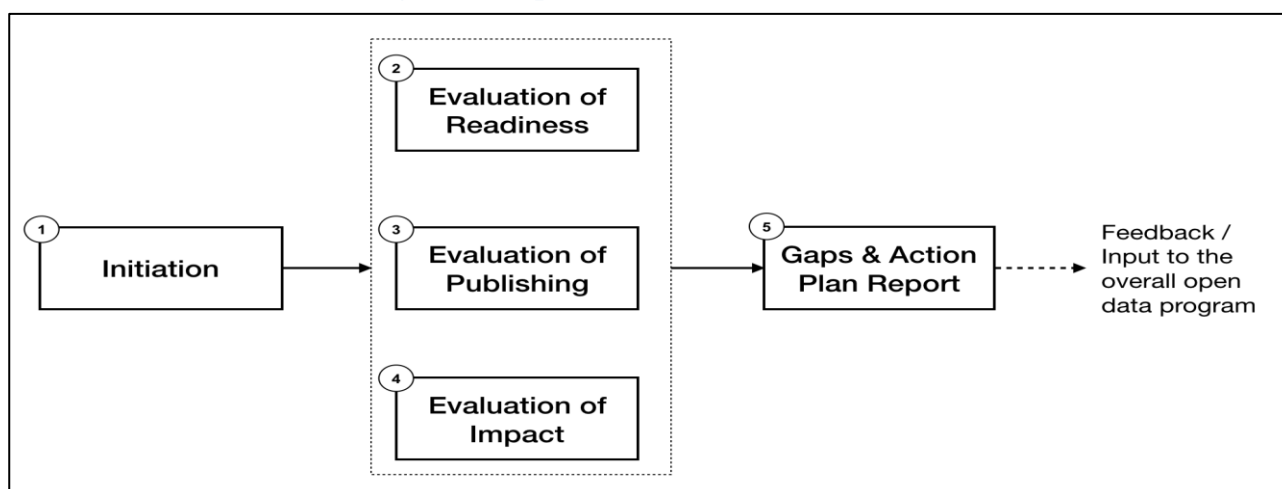 1
Initiation
2
Evaluation of
Readiness
3
Evaluation of
Publishing
4
Evaluation of
Impact
5
Gaps & Action
Plan Report
Feedback /
Input to the
overall open
data program